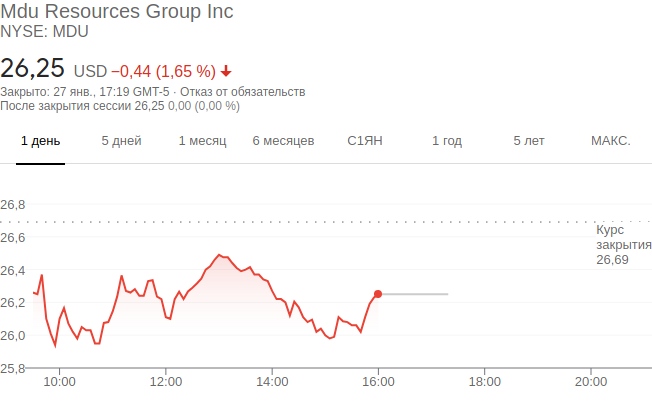 Mdu Resources Group Inc
NYSE: MDU
26,25 USD −0,44 (1,65 %)
Закрыто: 27 янв., 17:19 GMT-5 · Отказ от обязательств
После закрытия сессии 26,25 0,00 (0,00 %)
1 день 5 дней 1 месяц 6 месяцев С1ЯН 1 год 5 лет МАКС.
26,8
Курс
закрытия
26,69
26,6
26,4
26,2
26,0
25,8
10:00 12:00 14:00 16:00 18:00 20:00